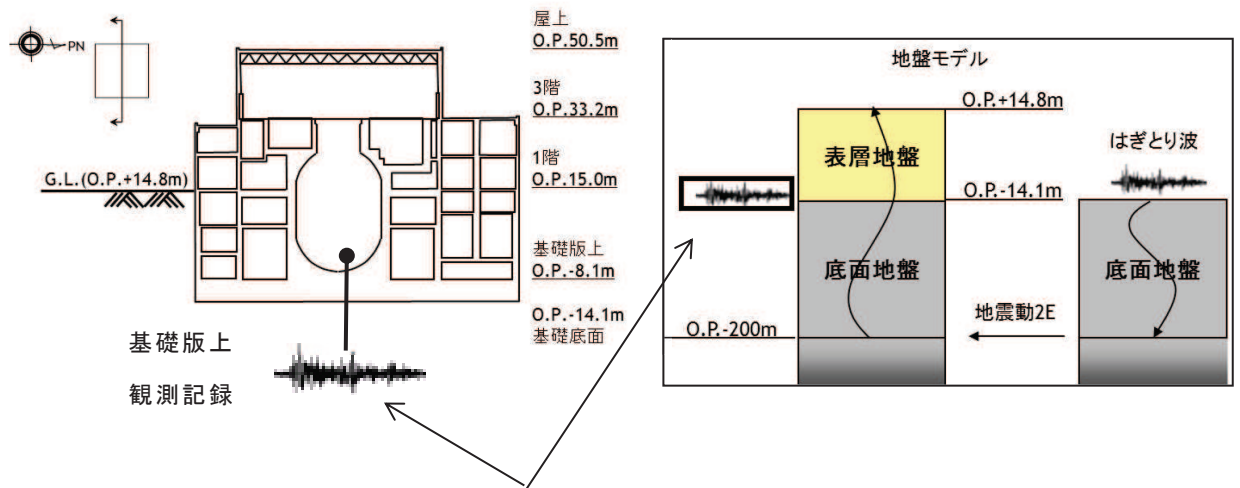 PN
屋上
O.P.50.5m
3階
O.P.33.2m
G.L.(O.P.+14.8m)
1階
O.P.15.0m
基礎版上
O.P.-8.1m
O.P.-14.1m
基礎底面
基礎版上
観測記録
地盤モデル
O.P.+14.8m
表層地盤
はぎとり波
O.P.-14.1m
底面地盤
底面地盤
地震動2E
O.P.-200m